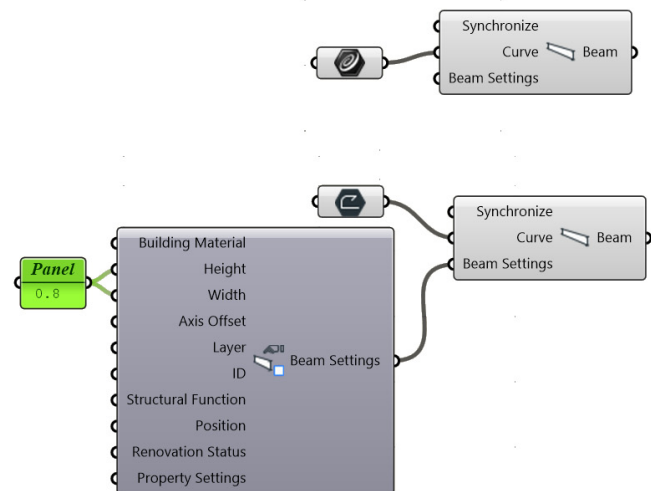 Synchronize
Curve Beam
Beam Settings
Synchronize
Curve Beam
Beam Settings
Panel
0.8
Building Material
Height
Width
Axis Offset
Layer
Beam Settings
ID
Structural Function
Position
Renovation Status
Property Settings